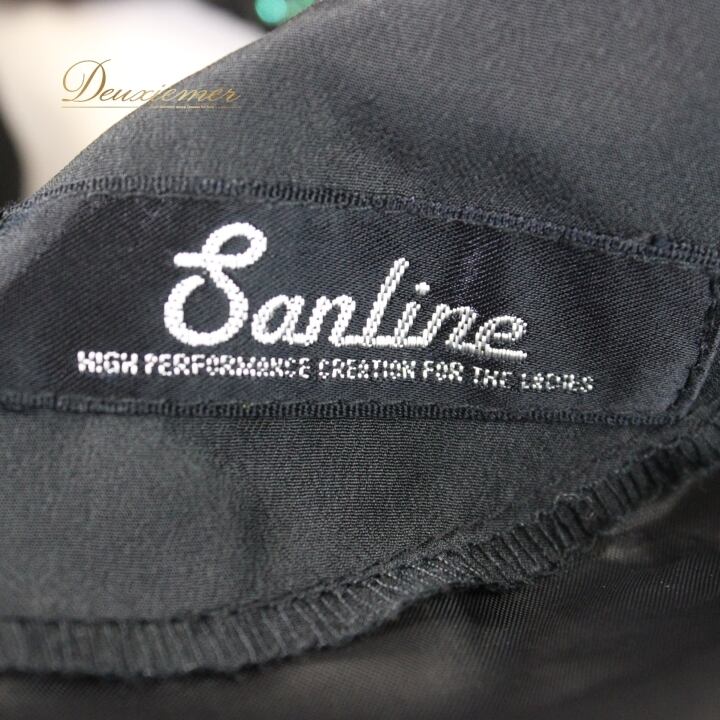 Deuxiemer
Sanline
HIGH PERFORMANCE CREATION FOR THE LADIES